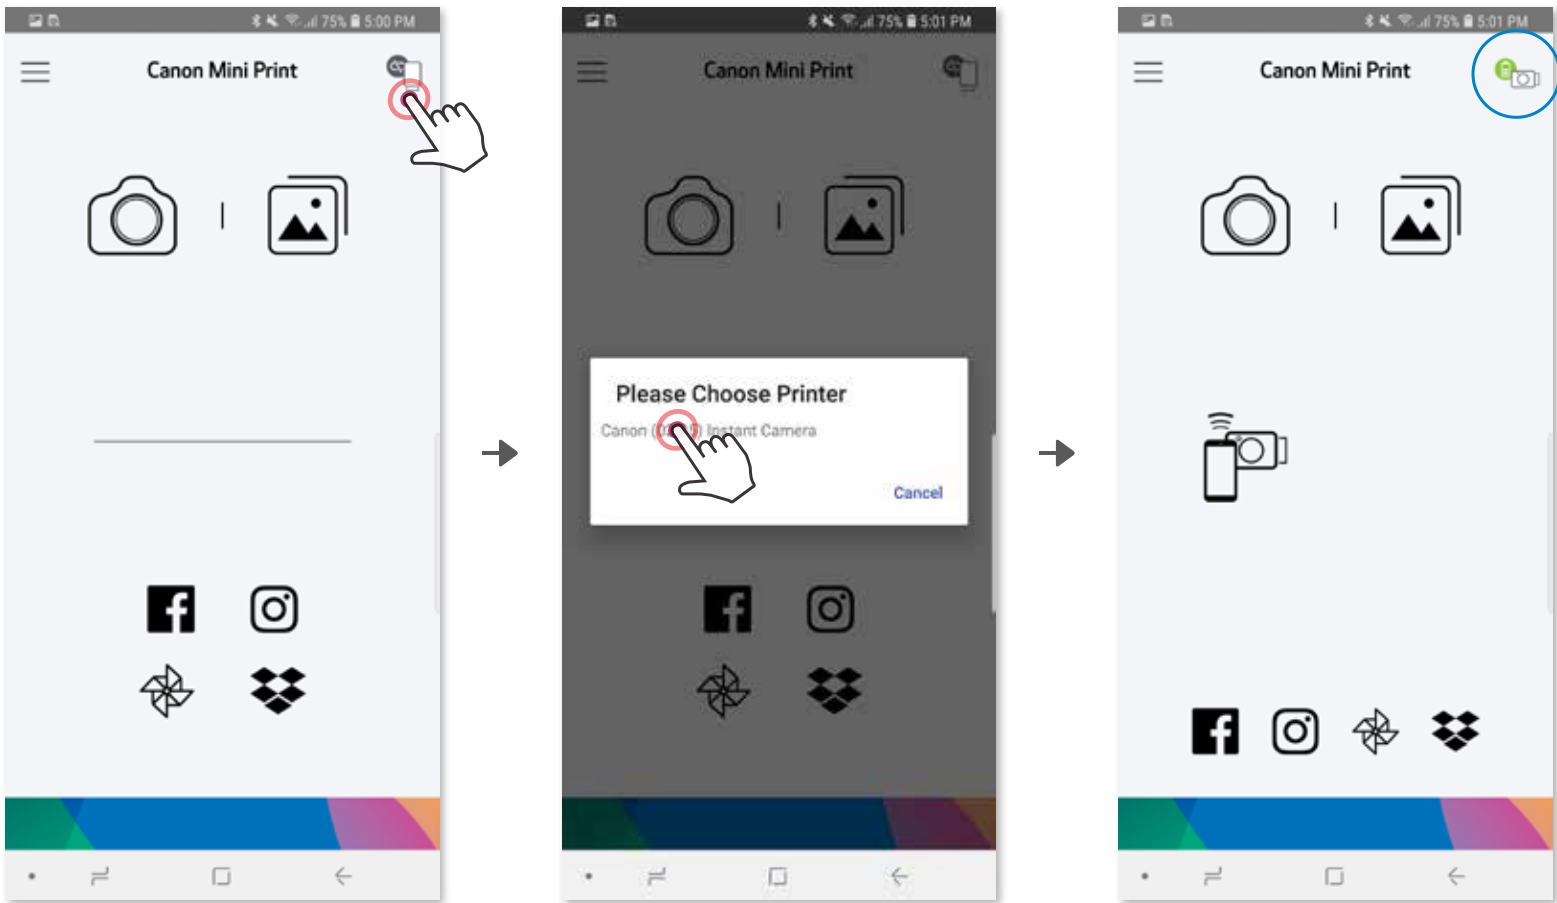 75% 5:00 PM
Canon Mini Print
75% 5:01 PM
Canon Mini Print
Please Choose Printer
Canon ( ) Instant Camera
Cancel
75% 5:01 PM
Canon Mini Print